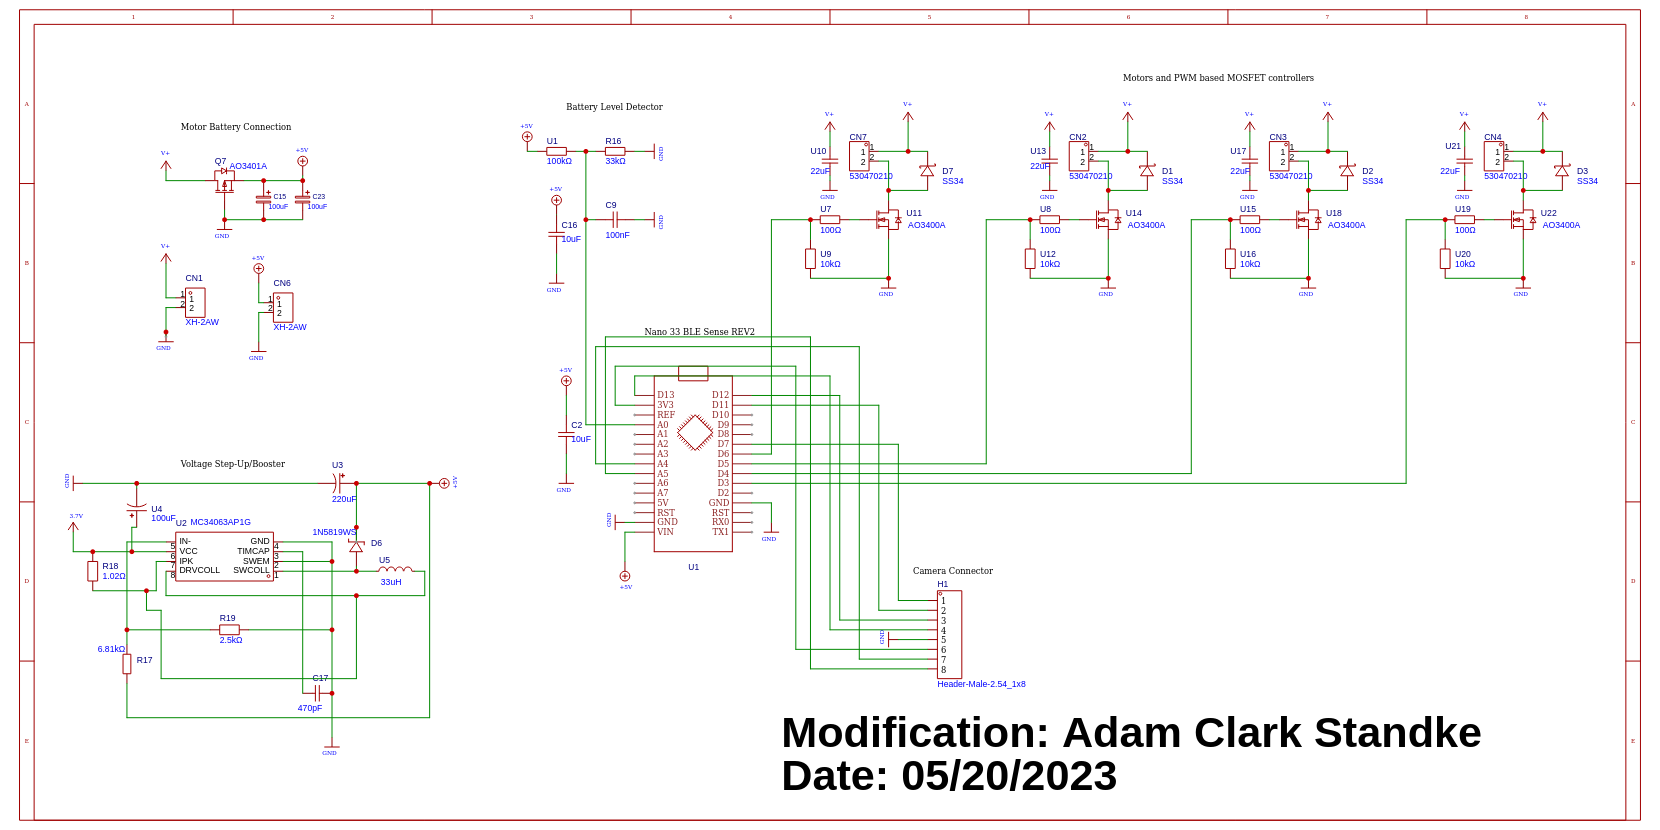 1 2 3 4 5 6 7 8
A A
B B
C C
D D
E E
Motor Battery Connection
V+
+5V
Q7
AO3401A
C15
100uF
C23
100uF
GND
V+
CN1
1
2
1
2
XH-2AW
GND
+5V
CN6
1
2
1
2
XH-2AW
GND
Battery Level Detector
+5V
U1
100kΩ
R16
33kΩ
GND
+5V
C16
10uF
GND
C9
100nF
GND
Motors and PWM based MOSFET controllers
V+
V+
U10
22uF
GND
CN7
1
2
1
2
530470210
D7
SS34
U7
100Ω
U11
AO3400A
U9
10kΩ
GND
V+
V+
U13
22uF
GND
CN2
1
2
1
2
530470210
D1
SS34
U8
100Ω
U14
AO3400A
U12
10kΩ
GND
V+
V+
U17
22uF
GND
CN3
1
2
1
2
530470210
D2
SS34
U15
100Ω
U18
AO3400A
U16
10kΩ
GND
V+
V+
U21
22uF
GND
CN4
1
2
1
2
530470210
D3
SS34
U19
100Ω
U22
AO3400A
U20
10kΩ
GND
Nano 33 BLE Sense REV2
+5V
C2
10uF
GND
D13 D12
3V3 D11
REF D10
A0 D9
A1 D8
A2 D7
A3 D6
A4 D5
A5 D4
A6 D3
A7 D2
5V GND
RST RST
GND RX0
VIN TX1
GND
GND
+5V
U1
Voltage Step-Up/Booster
GND
U3
220uF
+5V
3.7V
U4
100uF
U2 MC34063AP1G
IN- GND
VCC TIMCAP
IPK SWEM
DRVCOLL SWCOLL
5 4
6 3
7 2
8 1
1N5819WS
D6
R18
1.02Ω
U5
33uH
R19
2.5kΩ
6.81kΩ
R17
C17
470pF
GND
Camera Connector
H1
1
2
3
4
5
6
7
8
GND
Header-Male-2.54_1x8
Modification: Adam Clark Standke
Date: 05/20/2023